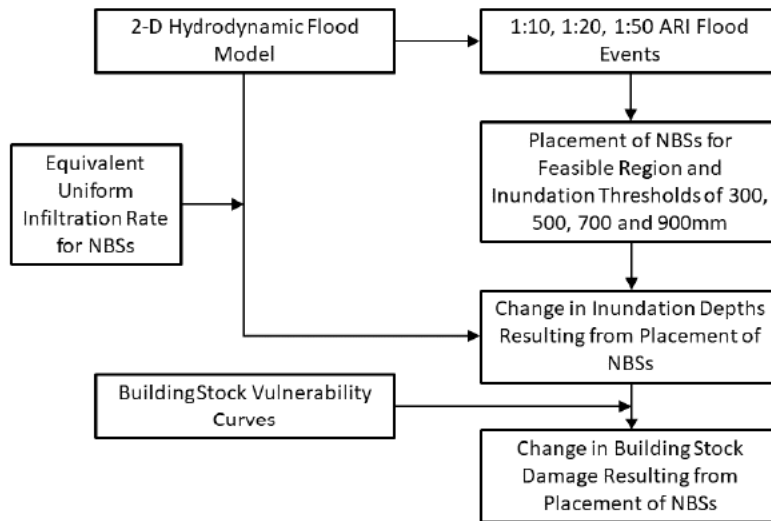 2-D Hydrodynamic Flood
Model
1:10, 1:20, 1:50 ARI Flood
Events
Equivalent
Uniform
Infiltration Rate
for NBSs
Placement of NBSs for
Feasible Region and
Inundation Thresholds of 300,
500, 700 and 900mm
Change in Inundation Depths
Resulting from Placement of
NBSs
Building Stock Vulnerability
Curves
Change in Building Stock
Damage Resulting from
Placement of NBSs